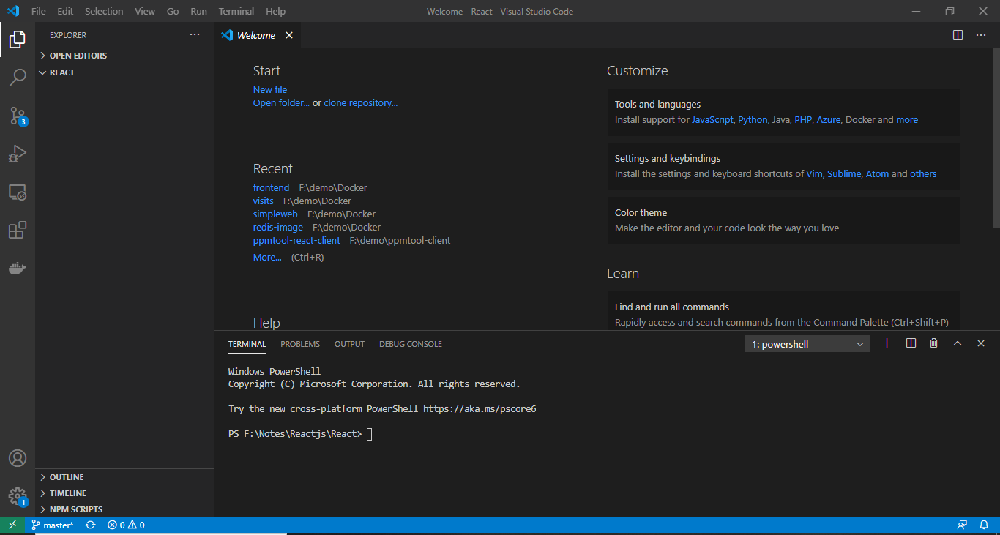 File Edit Selection View Go Run Terminal Help
Welcome - React - Visual Studio Code
EXPLORER
OPEN EDITORS
REACT
3
1
OUTLINE
TIMELINE
NPM SCRIPTS
Welcome
Start
New file
Open folder... or clone repository...
Recent
frontend F:\demo\Docker
visits F:\demo\Docker
simpleweb F:\demo\Docker
redis-image F:\demo\Docker
ppmtool-react-client F:\demo\ppmtool-client
More... (Ctrl+R)
Help
Customize
Tools and languages
Install support for JavaScript, Python, Java, PHP, Azure, Docker and more
Settings and keybindings
Install the settings and keyboard shortcuts of Vim, Sublime, Atom and others
Color theme
Make the editor and your code look the way you love
Learn
Find and run all commands
Rapidly access and search commands from the Command Palette (Ctrl+Shift+P)
TERMINAL PROBLEMS OUTPUT DEBUG CONSOLE
1: powershell
Windows PowerShell
Copyright (C) Microsoft Corporation. All rights reserved.
Try the new cross-platform PowerShell https://aka.ms/pscore6
PS F:\Notes\Reactjs\React>
master* 0 0